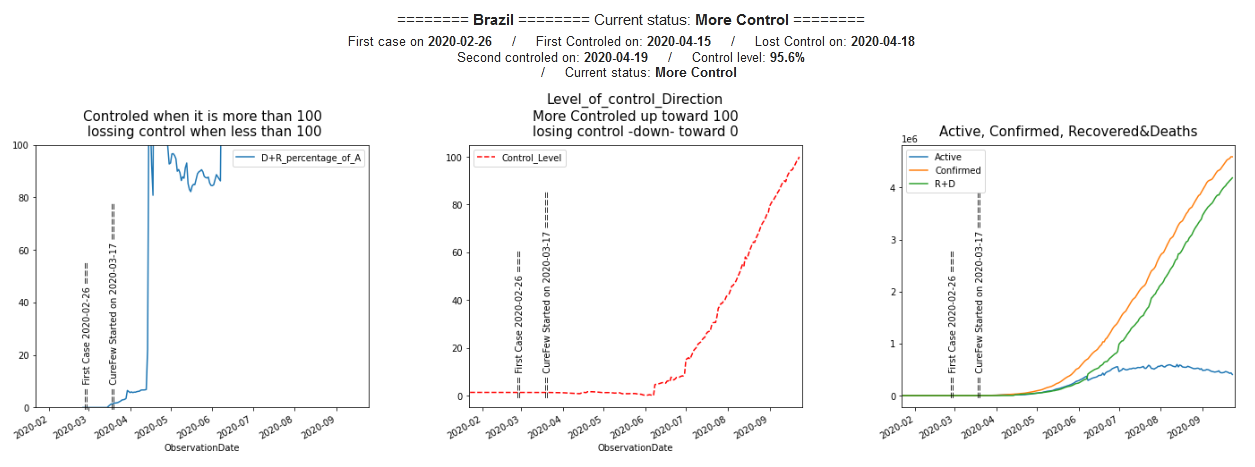 ======== Brazil ======== Current status: More Control ========
First case on 2020-02-26 / First Controled on: 2020-04-15 / Lost Control on: 2020-04-18
Second controled on: 2020-04-19 / Control level: 95.6%
/ Current status: More Control
Controled when it is more than 100
lossing control when less than 100
100
80
60
40
20
0
D+R_percentage_of_A
== First Case 2020-02-26 ===
== CureFew Started on 2020-03-17 =====
2020-02
2020-03
2020-04
2020-05
2020-06
2020-07
2020-08
2020-09
ObservationDate
Level_of_control_Direction
More Controled up toward 100
losing control -down- toward 0
100
80
60
40
20
0
Control_Level
== First Case 2020-02-26 ===
== CureFew Started on 2020-03-17 =====
2020-02
2020-03
2020-04
2020-05
2020-06
2020-07
2020-08
2020-09
ObservationDate
Active, Confirmed, Recovered&Deaths
1e6
4
3
2
1
0
Active
Confirmed
R+D
== First Case 2020-02-26 ===
== CureFew Started on 2020-03-17 =====
2020-02
2020-03
2020-04
2020-05
2020-06
2020-07
2020-08
2020-09